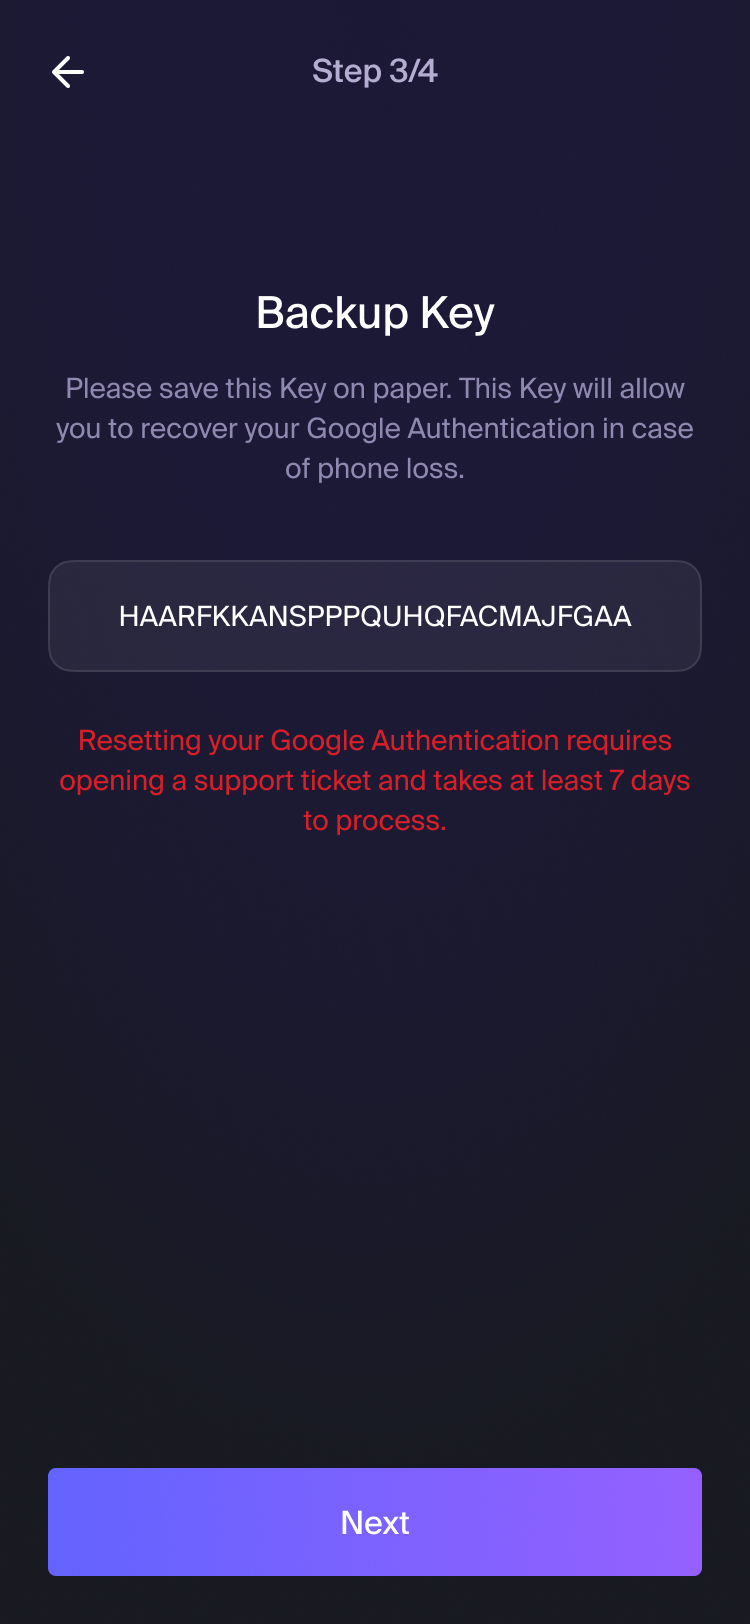 Step 3/4
Backup Key
Please save this Key on paper. This Key will allow
you to recover your Google Authentication in case
of phone loss.
HAARFKKANSPPPQUHQFACMAJFGAA
Resetting your Google Authentication requires
opening a support ticket and takes at least 7 days
to process.
Next